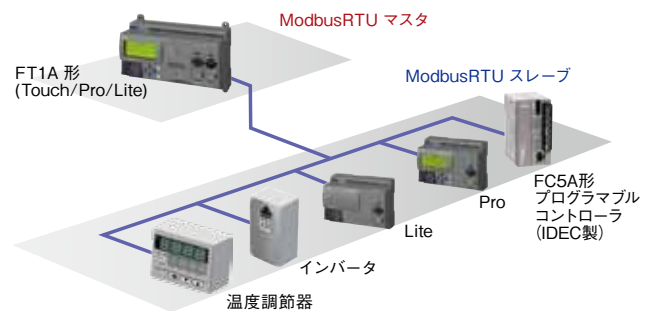 ModbusRTU マスタ
FT1A 形
(Touch/Pro/Lite)
ModbusRTU スレーブ
FC5A形
プログラマブル
コントローラ
(IDEC製)
Pro
Lite
インバータ
温度調節器